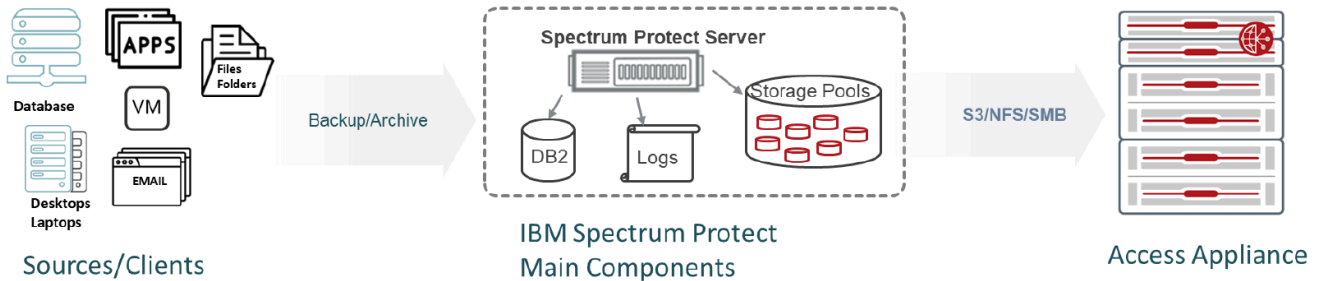 APPS
Files
Folders
Database
VM
EMAIL
Desktops
Laptops
Sources/Clients
Backup/Archive
Spectrum Protect Server
DB2
Logs
Storage Pools
IBM Spectrum Protect
Main Components
S3/NFS/SMB
Access Appliance